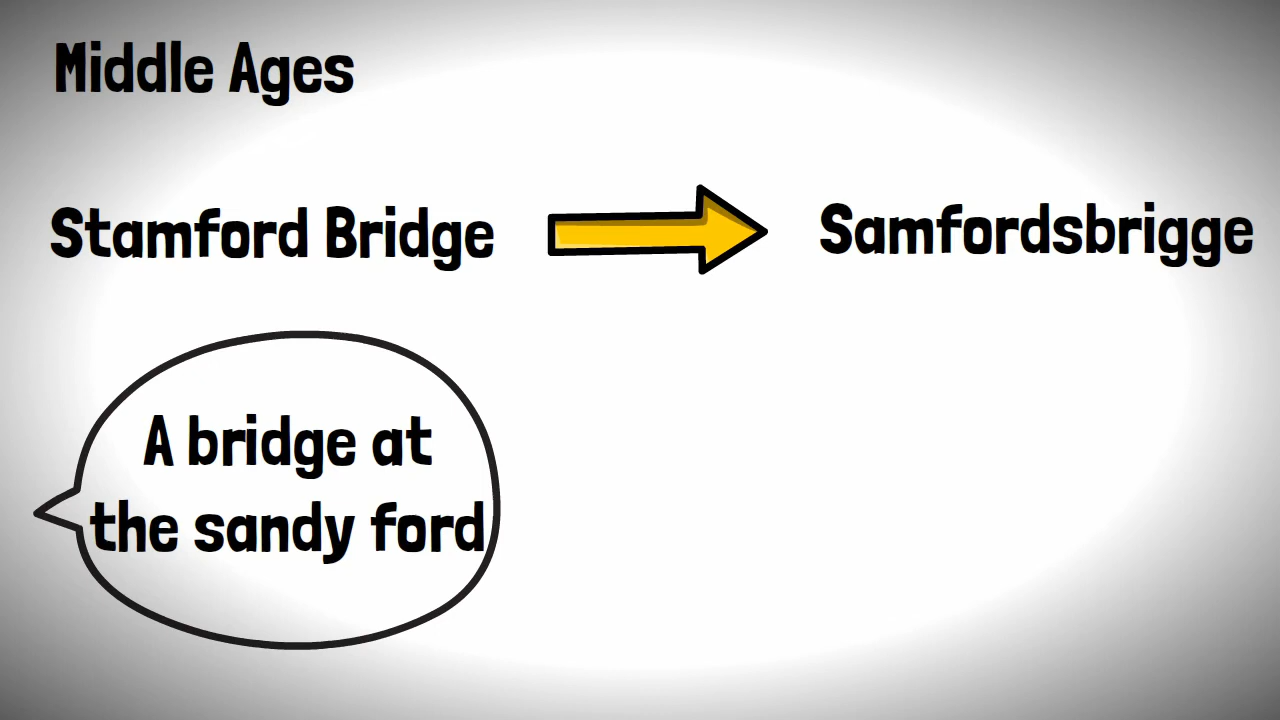 Middle Ages
Stamford Bridge
Samfordsbrigge
A bridge at
the sandy ford